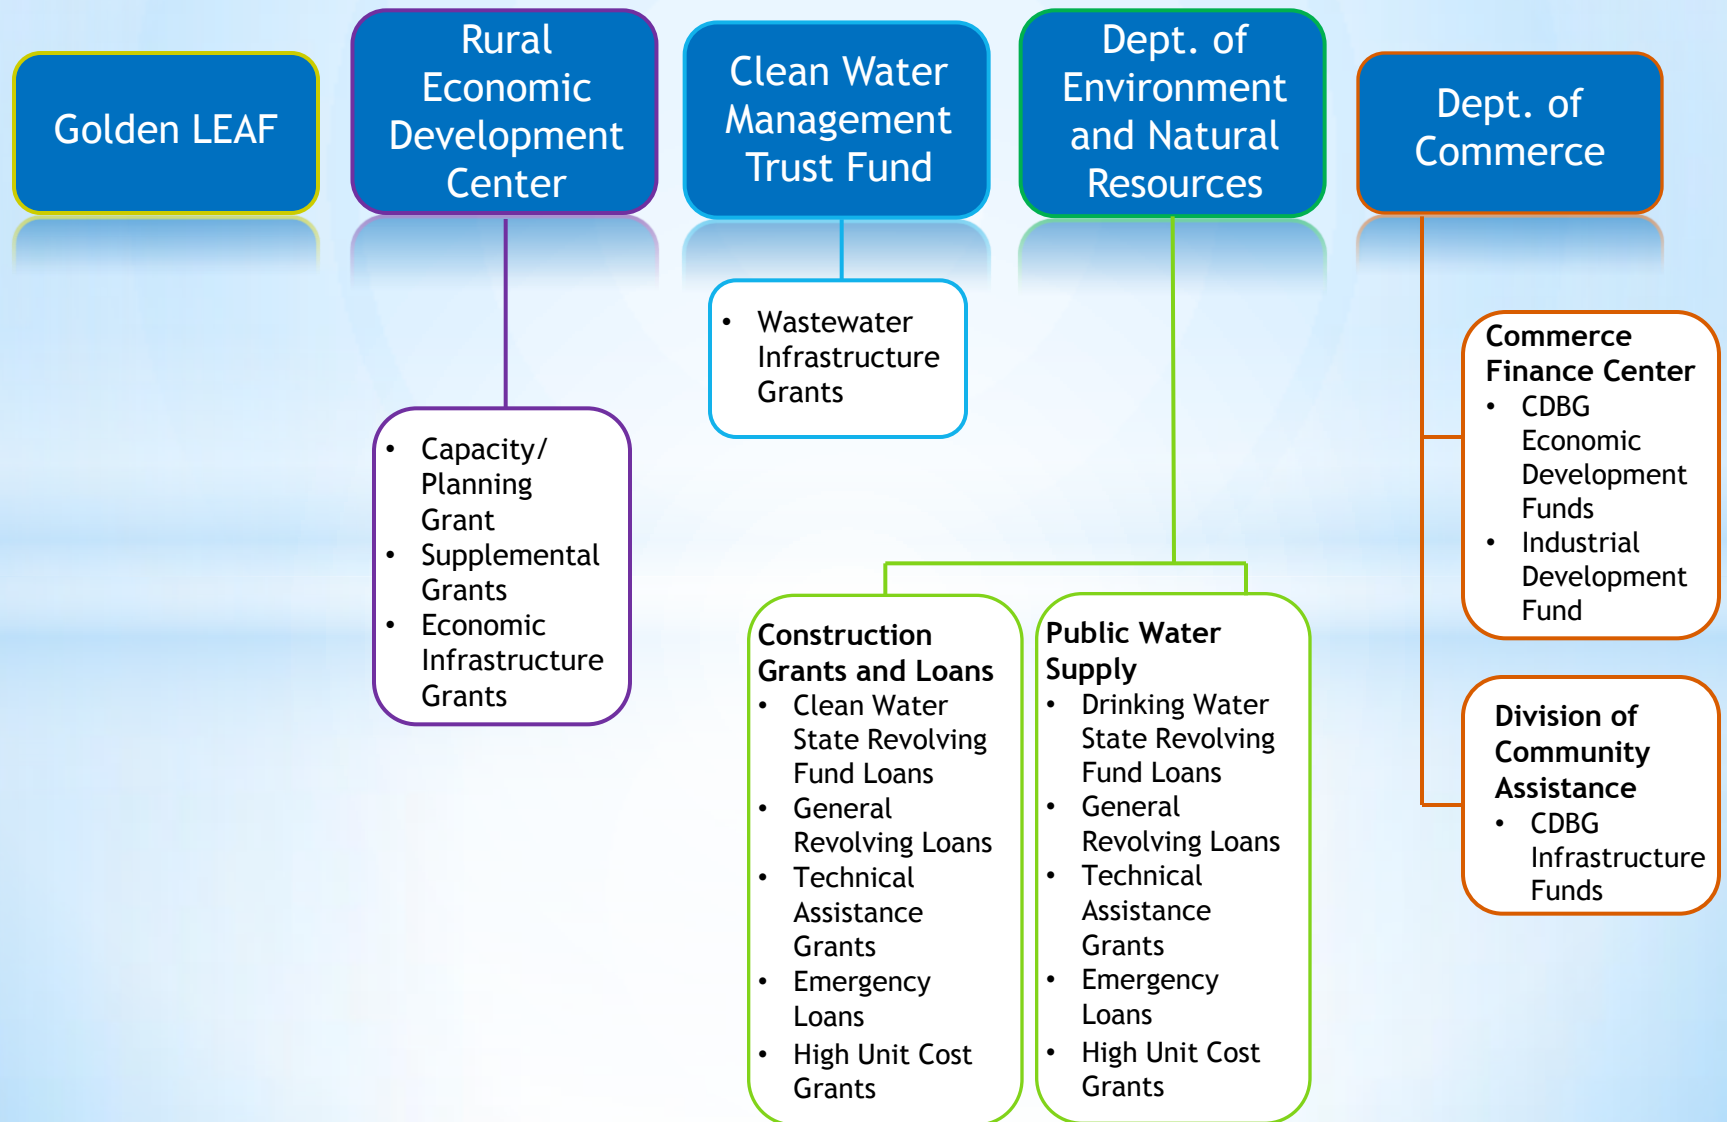 Golden LEAF
Rural
Economic
Development
Center
Clean Water
Management
Trust Fund
Dept. of
Environment
and Natural
Resources
Dept. of
Commerce
• Capacity/
Planning
Grant
• Supplemental
Grants
• Economic
Infrastructure
Grants
• Wastewater
Infrastructure
Grants
Construction
Grants and Loans
• Clean Water
State Revolving
Fund Loans
• General
Revolving Loans
• Technical
Assistance
Grants
• Emergency
Loans
• High Unit Cost
Grants
Public Water
Supply
• Drinking Water
State Revolving
Fund Loans
• General
Revolving Loans
• Technical
Assistance
Grants
• Emergency
Loans
• High Unit Cost
Grants
Commerce
Finance Center
• CDBG
Economic
Development
Funds
• Industrial
Development
Fund
Division of
Community
Assistance
• CDBG
Infrastructure
Funds